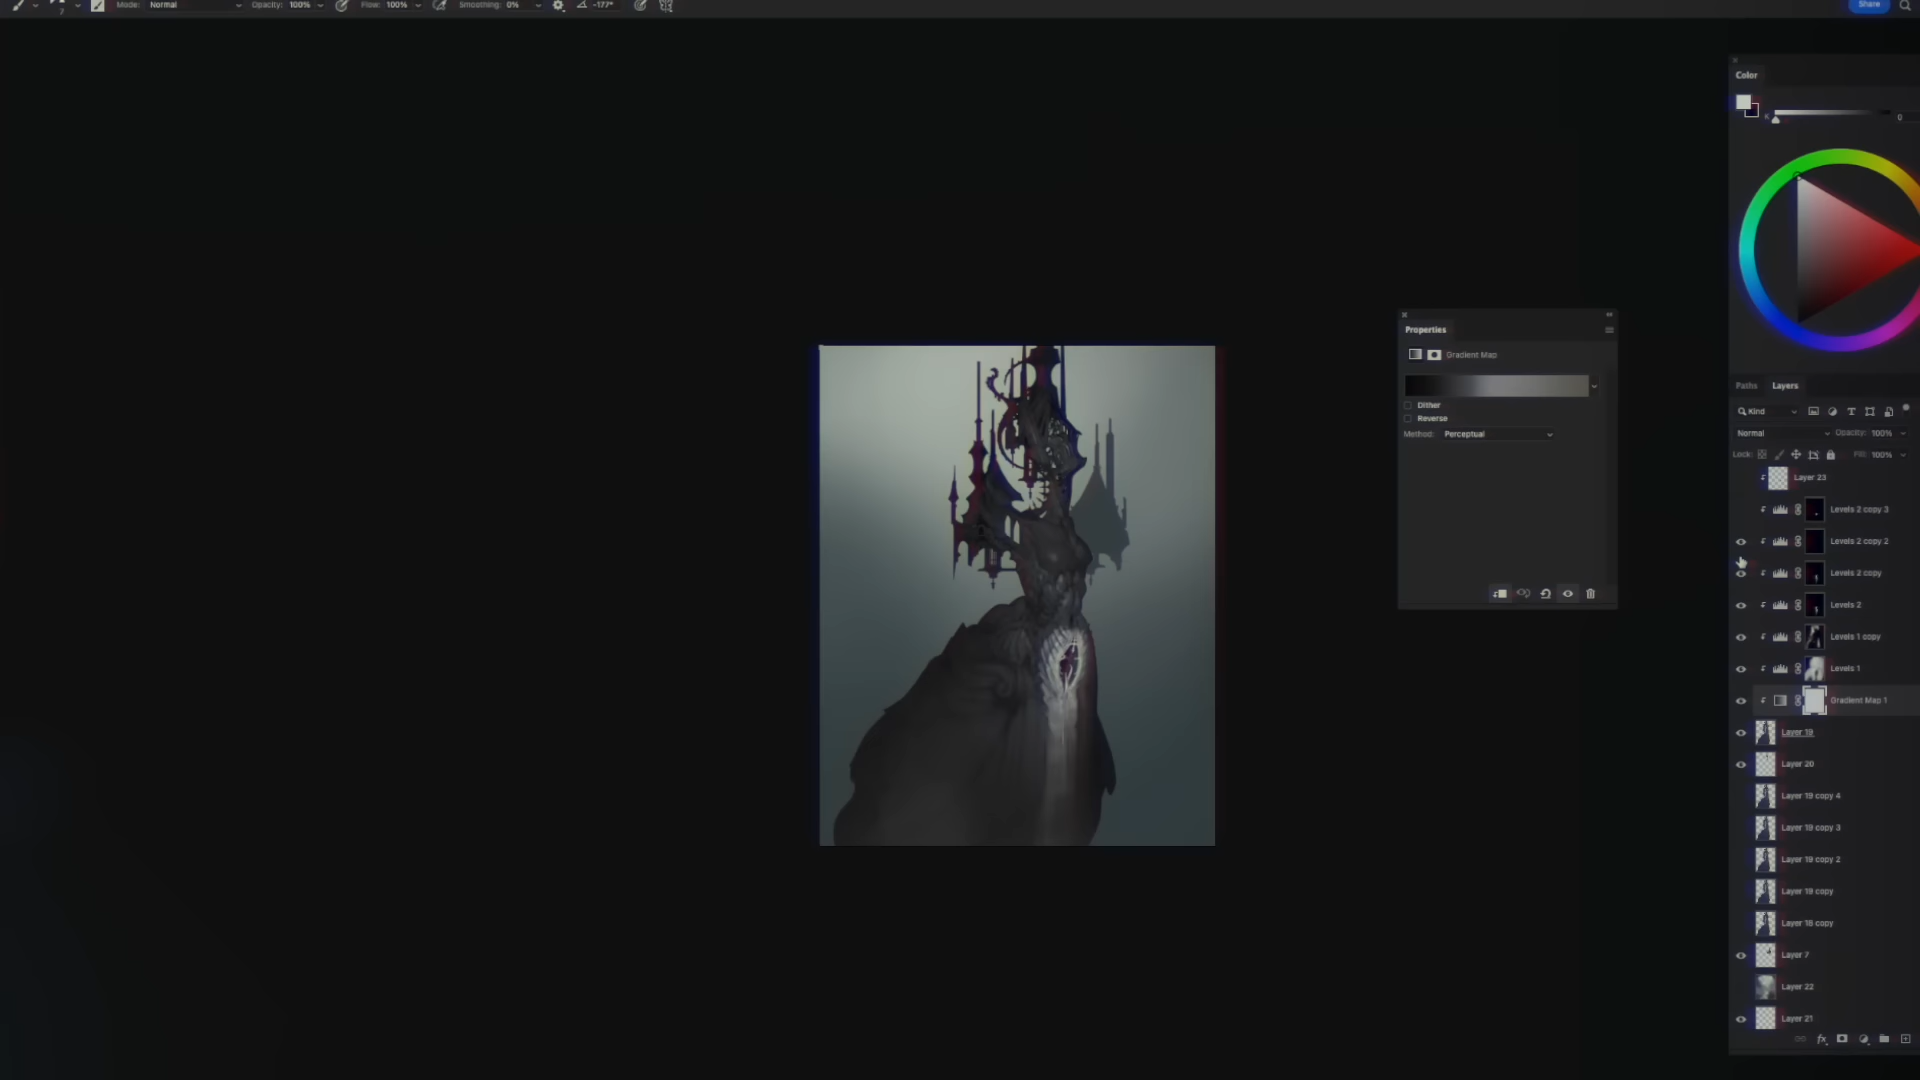 7 Mode: Normal Opacity: 100% Flow: 100% Smoothing: 0% -177° Share
Color
K 0
Properties
Gradient Map
Dither
Reverse
Method: Perceptual
Paths Layers
Kind
Normal Opacity: 100%
Lock: Fill: 100%
Layer 23
Levels 2 copy 3
Levels 2 copy 2
Levels 2 copy
Levels 2
Levels 1 copy
Levels 1
Gradient Map 1
Layer 19
Layer 20
Layer 19 copy 4
Layer 19 copy 3
Layer 19 copy 2
Layer 19 copy
Layer 18 copy
Layer 7
Layer 22
Layer 21
fx